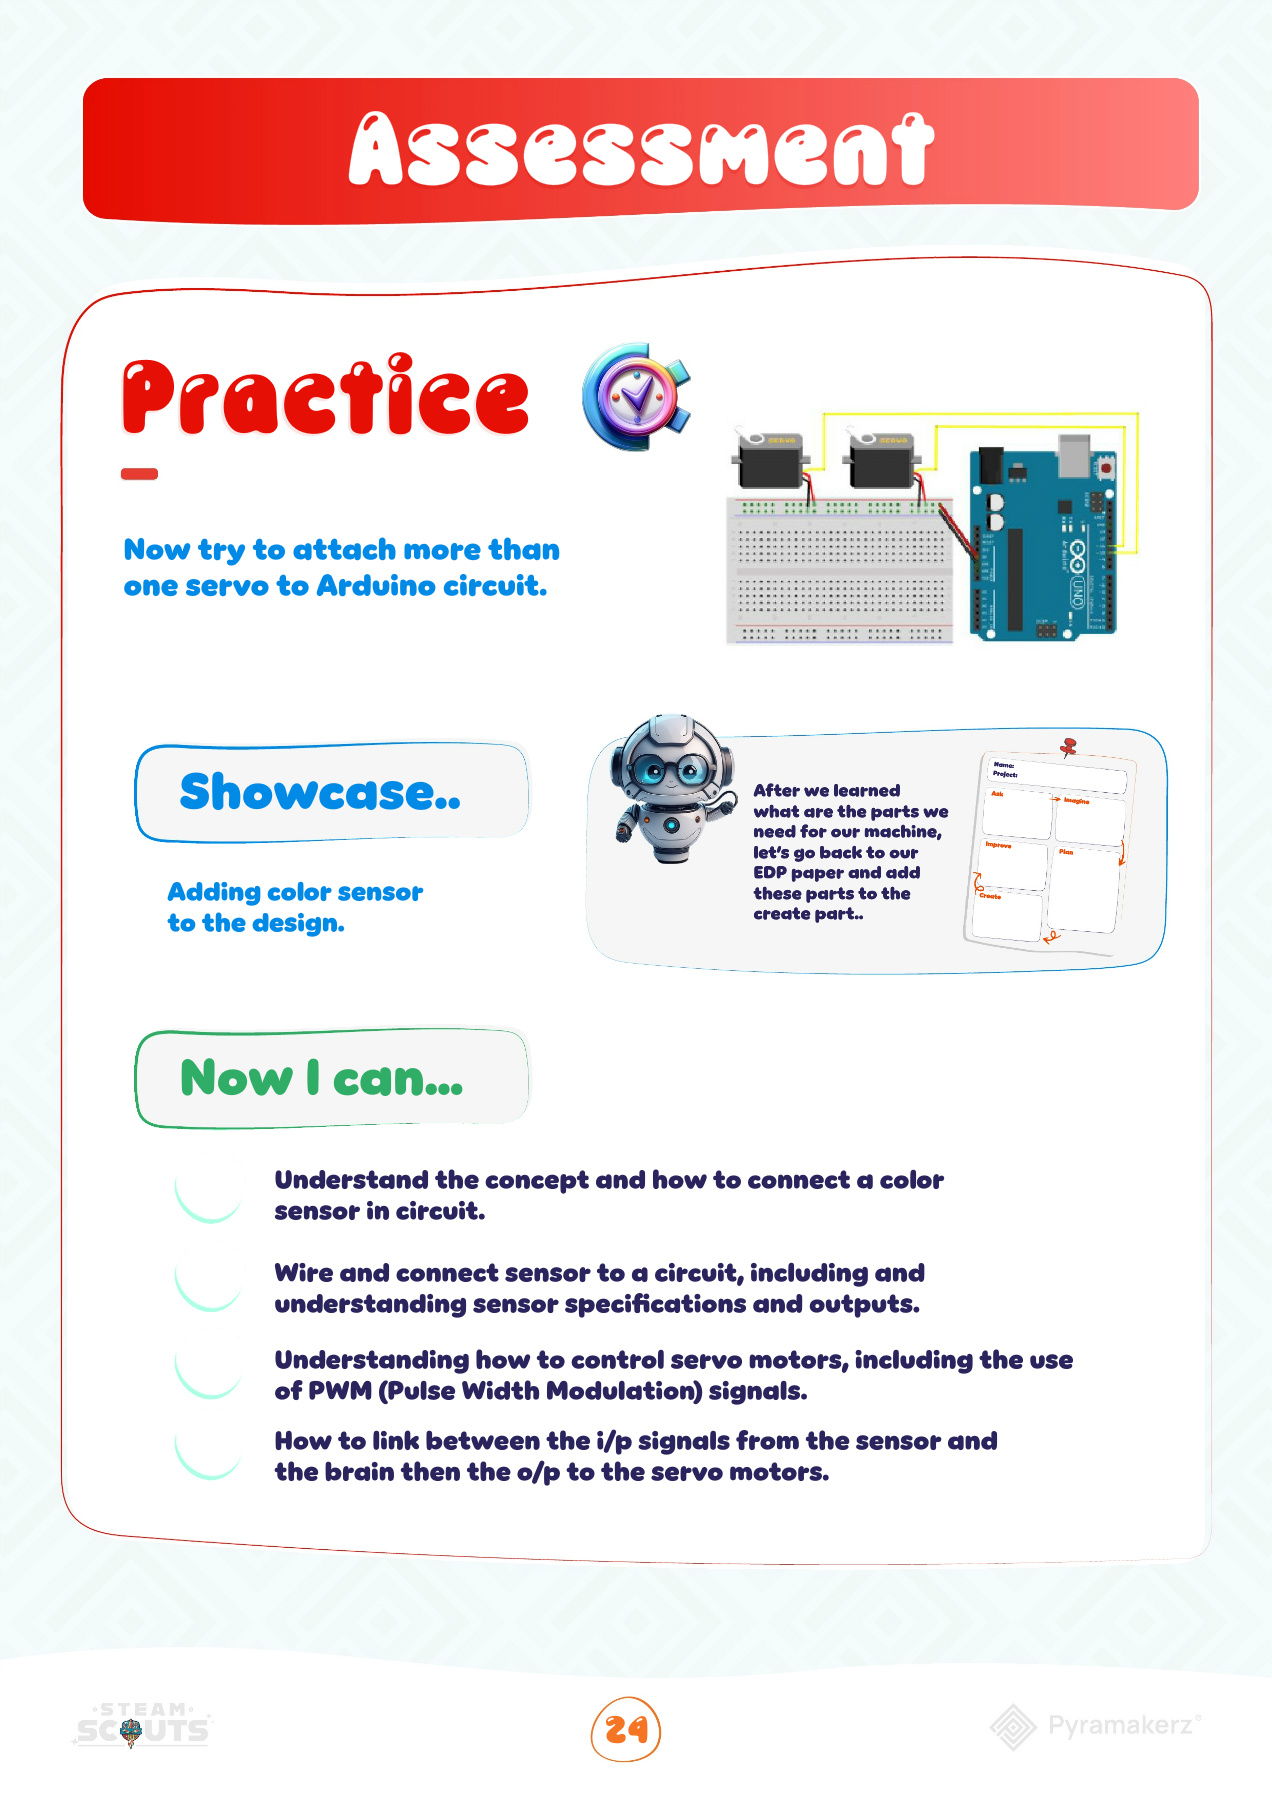 Assessment
Practice
Now try to attach more than
one servo to Arduino circuit.
SERVO
SERVO
UNO
Showcase..
Adding color sensor
to the design.
After we learned
what are the parts we
need for our machine,
let's go back to our
EDP paper and add
these parts to the
create part..
Name:
Project:
Ask
Imagine
Improve
Plan
Create
Now I can...
Understand the concept and how to connect a color
sensor in circuit.
Wire and connect sensor to a circuit, including and
understanding sensor specifications and outputs.
Understanding how to control servo motors, including the use
of PWM (Pulse Width Modulation) signals.
How to link between the i/p signals from the sensor and
the brain then the o/p to the servo motors.
STEAM
SCOUTS
24
Pyramakerz